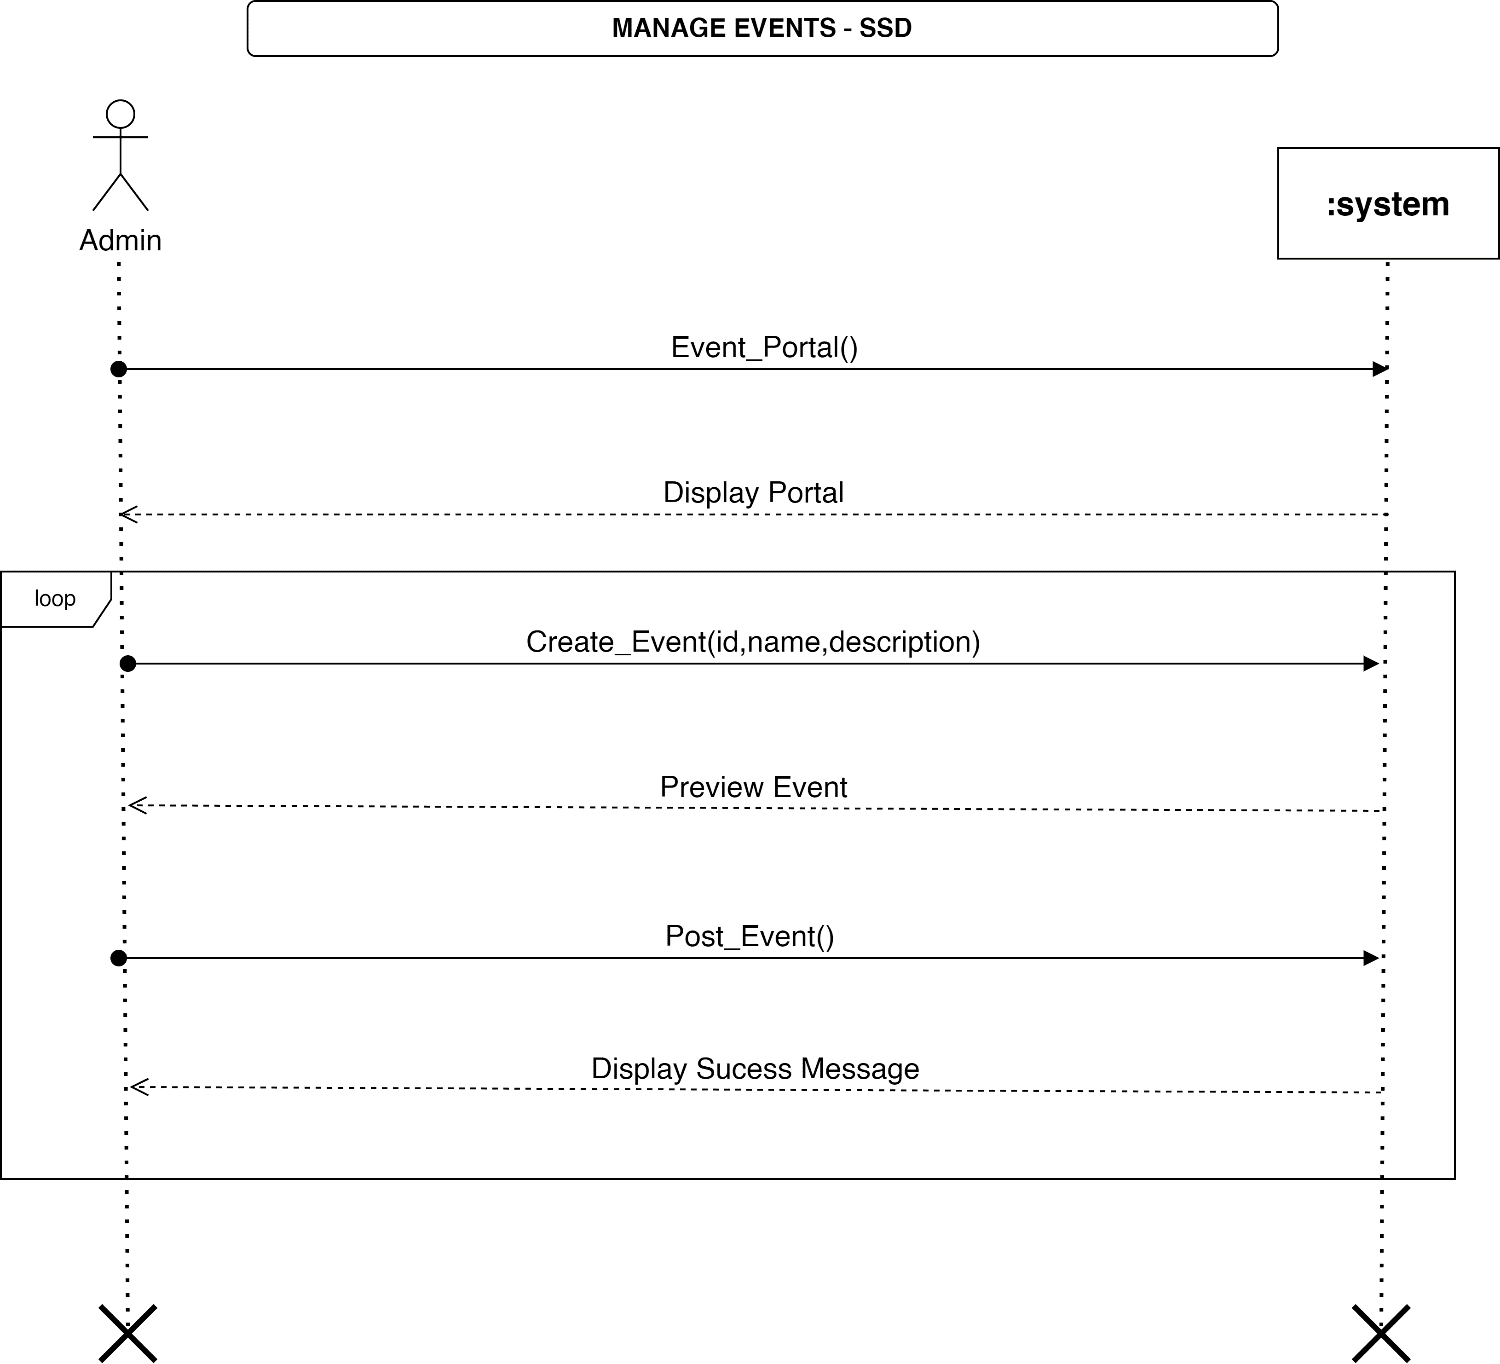 MANAGE EVENTS - SSD
Admin
:system
Event_Portal()
Display Portal
loop
Create_Event(id,name,description)
Preview Event
Post_Event()
Display Sucess Message